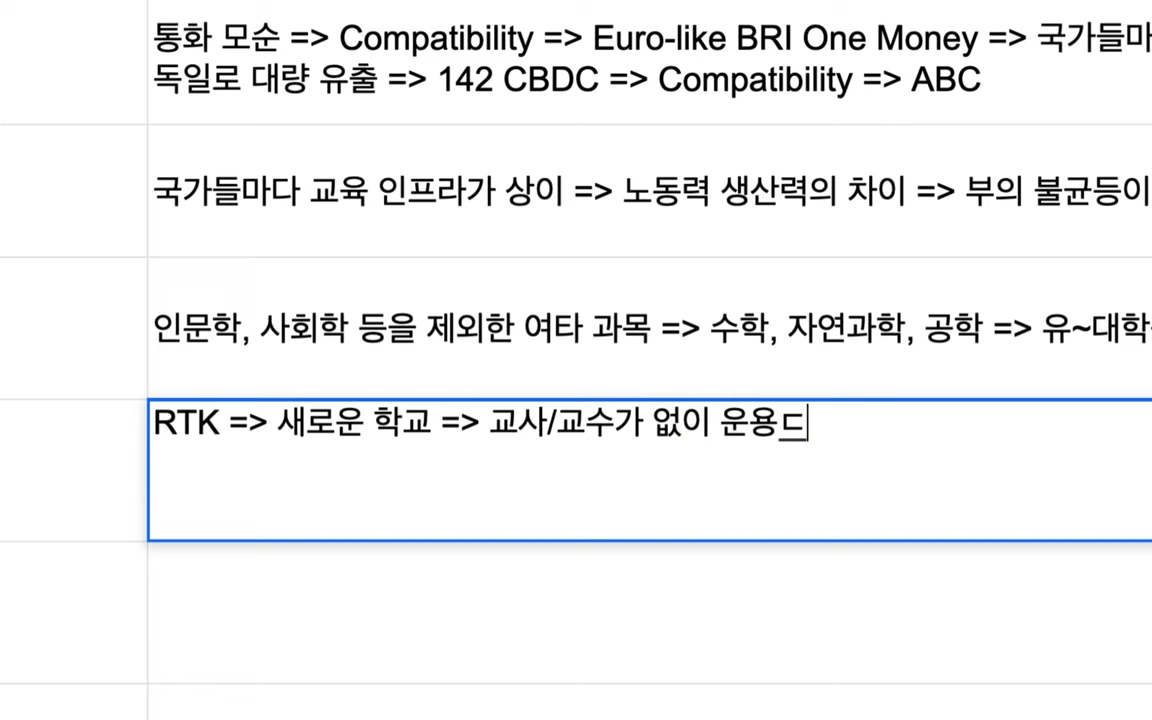 통화 모순 => Compatibility => Euro-like BRI One Money => 국가들마
독일로 대량 유출 => 142 CBDC => Compatibility => ABC
국가들마다 교육 인프라가 상이 => 노동력 생산력의 차이 => 부의 불균등이
인문학, 사회학 등을 제외한 여타 과목 => 수학, 자연과학, 공학 => 유~대학
RTK => 새로운 학교 => 교사/교수가 없이 운용ㄷ